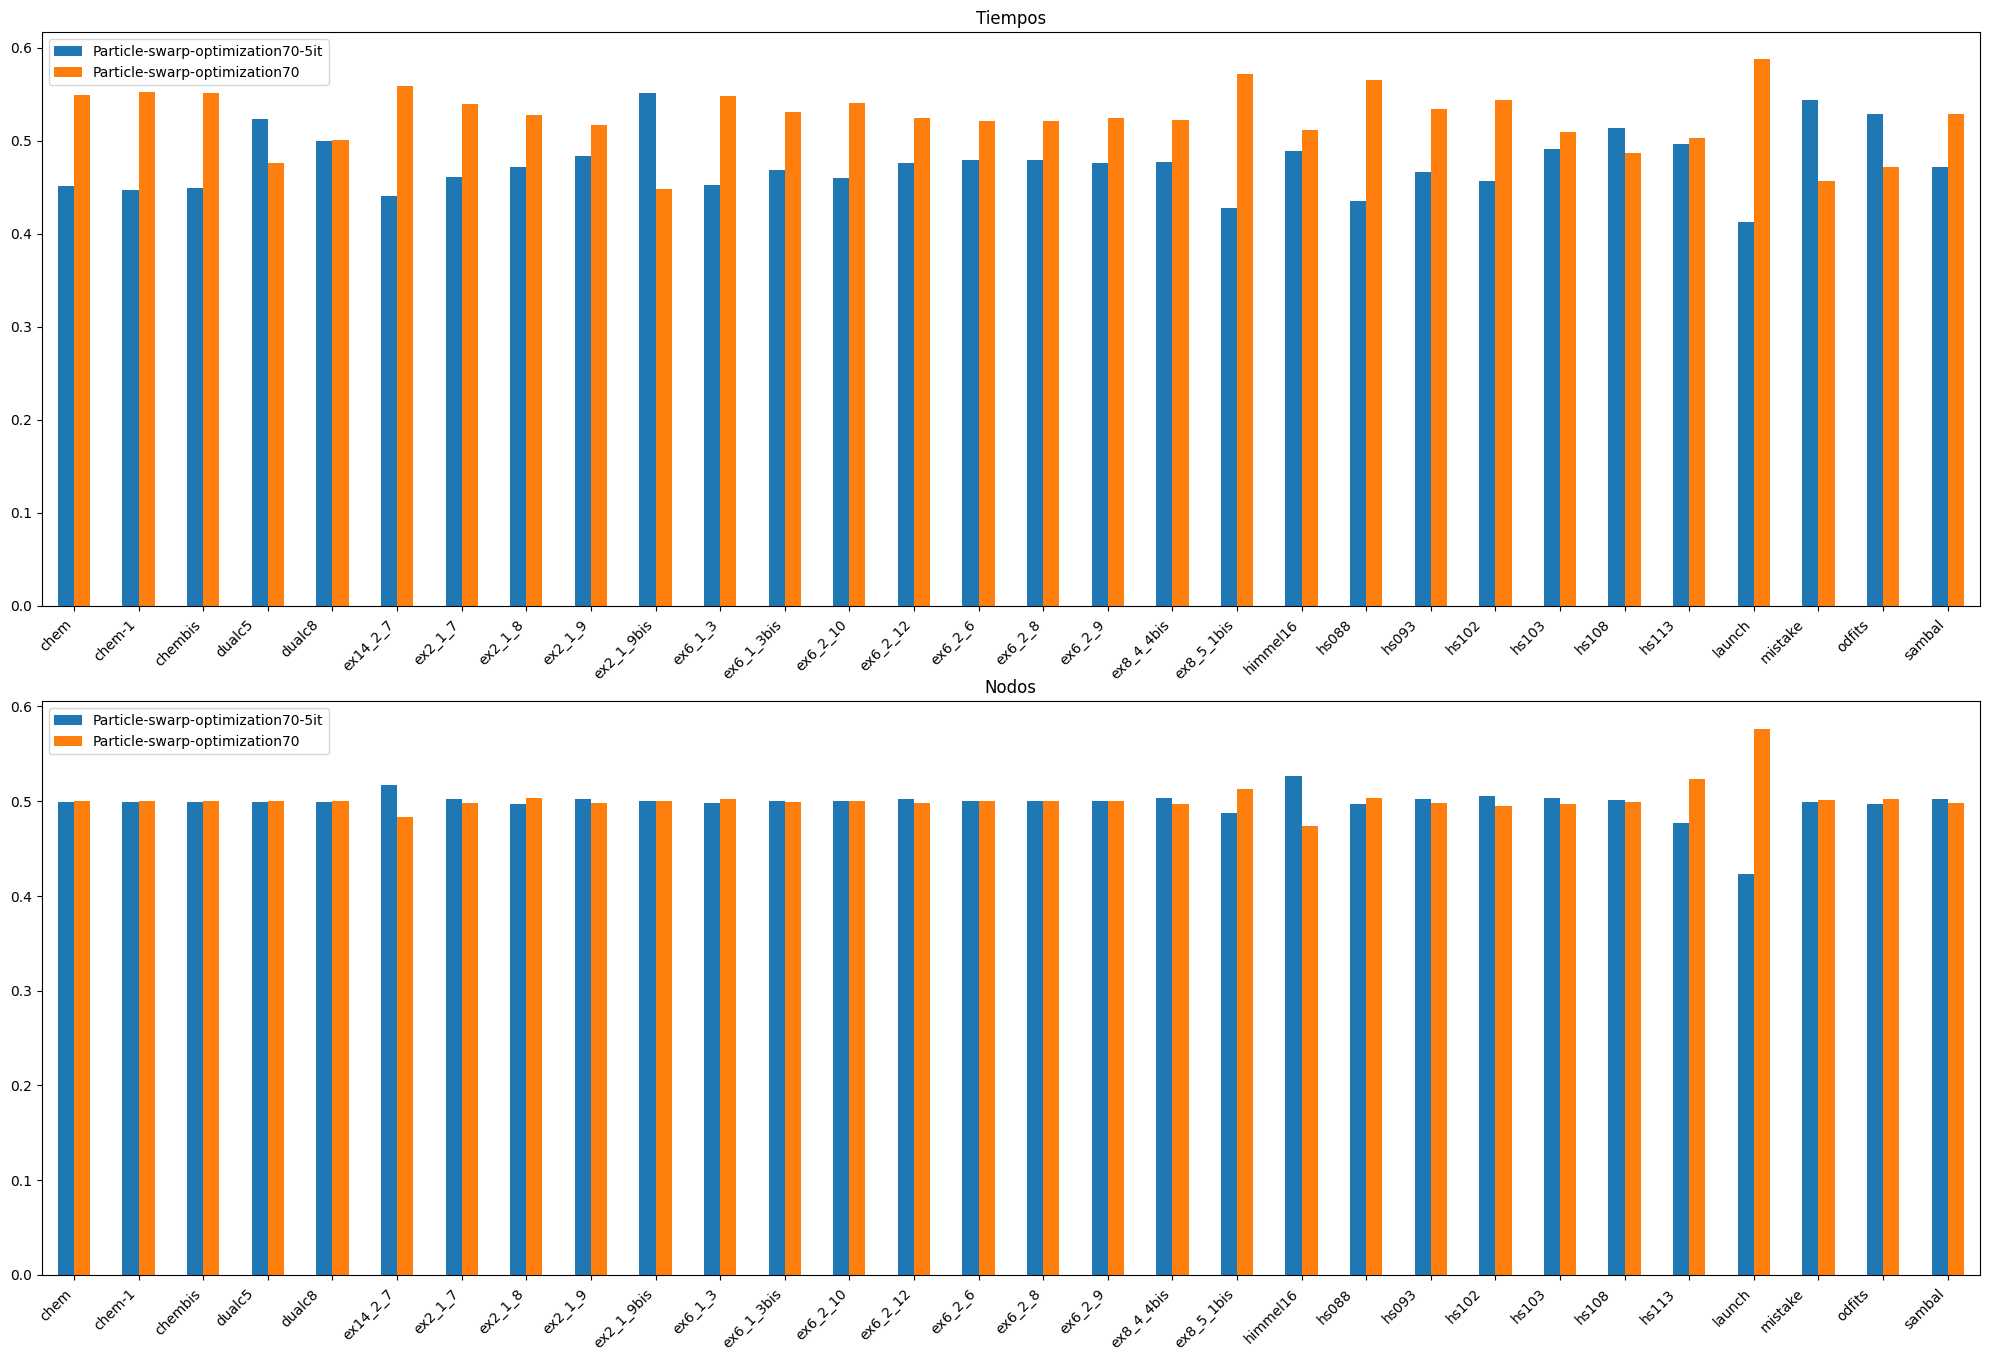 Tiempos
Particle-swarp-optimization70-5it
Particle-swarp-optimization70
0.6
0.5
0.4
0.3
0.2
0.1
0.0
chem
chem-1
chembis
dualc5
dualc8
ex14_2_7
ex2_1_7
ex2_1_8
ex2_1_9
ex2_1_9bis
ex6_1_3
ex6_1_3bis
ex6_2_10
ex6_2_12
ex6_2_6
ex6_2_8
ex6_2_9
ex8_4_4bis
ex8_5_1bis
himmel16
hs088
hs093
hs102
hs103
hs108
hs113
launch
mistake
odfits
sambal
Nodos
Particle-swarp-optimization70-5it
Particle-swarp-optimization70
0.6
0.5
0.4
0.3
0.2
0.1
0.0
chem
chem-1
chembis
dualc5
dualc8
ex14_2_7
ex2_1_7
ex2_1_8
ex2_1_9
ex2_1_9bis
ex6_1_3
ex6_1_3bis
ex6_2_10
ex6_2_12
ex6_2_6
ex6_2_8
ex6_2_9
ex8_4_4bis
ex8_5_1bis
himmel16
hs088
hs093
hs102
hs103
hs108
hs113
launch
mistake
odfits
sambal